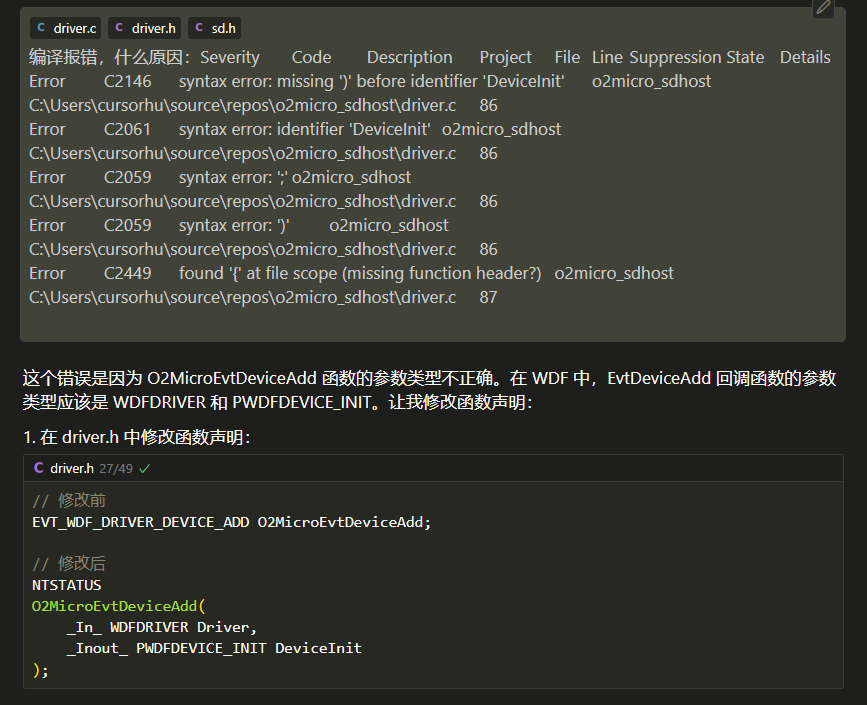 C driver.c C driver.h C sd.h
编译报错，什么原因：Severity Code Description Project File Line Suppression State Details
Error C2146 syntax error: missing ')' before identifier 'DeviceInit' o2micro_sdhost
C:\Users\cursorhu\source\repos\o2micro_sdhost\driver.c 86
Error C2061 syntax error: identifier 'DeviceInit' o2micro_sdhost
C:\Users\cursorhu\source\repos\o2micro_sdhost\driver.c 86
Error C2059 syntax error: ';' o2micro_sdhost
C:\Users\cursorhu\source\repos\o2micro_sdhost\driver.c 86
Error C2059 syntax error: ')' o2micro_sdhost
C:\Users\cursorhu\source\repos\o2micro_sdhost\driver.c 86
Error C2449 found '{' at file scope (missing function header?) o2micro_sdhost
C:\Users\cursorhu\source\repos\o2micro_sdhost\driver.c 87
这个错误是因为 O2MicroEvtDeviceAdd 函数的参数类型不正确。在 WDF 中，EvtDeviceAdd 回调函数的参数
类型应该是 WDFDRIVER 和 PWDFDEVICE_INIT。让我修改函数声明：
1. 在 driver.h 中修改函数声明：
C driver.h 27/49 ✓
// 修改前
EVT_WDF_DRIVER_DEVICE_ADD O2MicroEvtDeviceAdd;
// 修改后
NTSTATUS
O2MicroEvtDeviceAdd(
_In_ WDFDRIVER Driver,
_Inout_ PWDFDEVICE_INIT DeviceInit
);